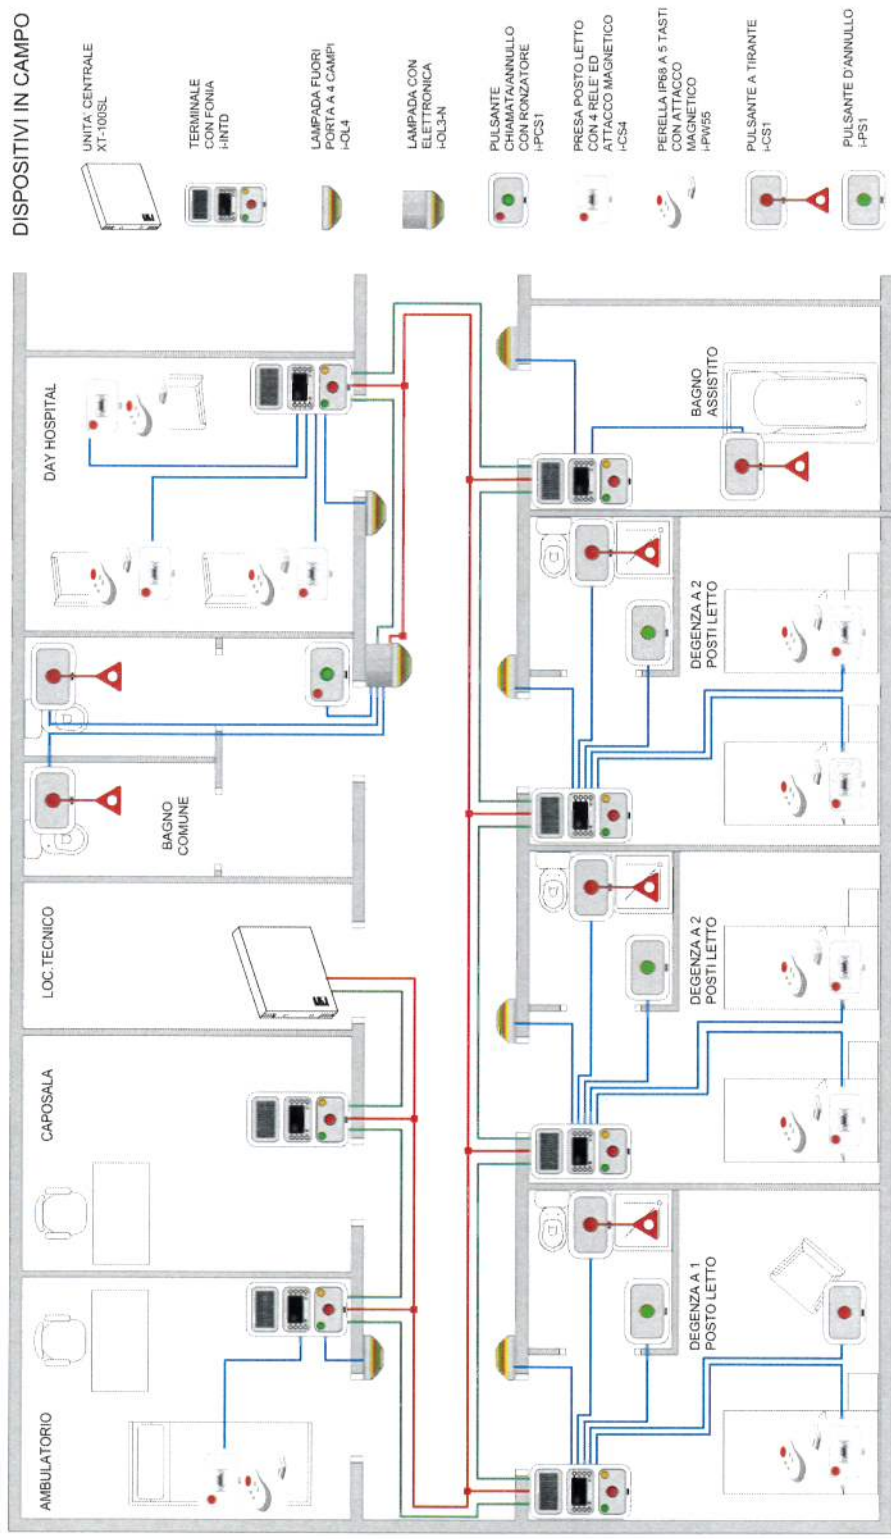 DISPOSITIVI IN CAMPO
UNITA' CENTRALE
XT-100SL
TERMINALE
CON FONIA
i-INTD
LAMPADA FUORI
PORTA A 4 CAMPI
i-OL4
LAMPADA CON
ELETTRONICA
i-OL3-N
PULSANTE
CHIAMATA/ANNULLO
CON RONZATORE
i-PCS1
PRESA POSTO LETTO
CON 4 RELE' ED
ATTACCO MAGNETICO
i-CS4
PERELLA IP68 A 5 TASTI
CON ATTACCO
MAGNETICO
i-PW55
PULSANTE A TIRANTE
i-CS1
PULSANTE D'ANNULLO
i-PS1
AMBULATORIO
CAPOSALA
LOC.TECNICO
BAGNO
COMUNE
DAY HOSPITAL
DEGENZA A 1
POSTO LETTO
DEGENZA A 2
POSTI LETTO
DEGENZA A 2
POSTI LETTO
BAGNO
ASSISTITO